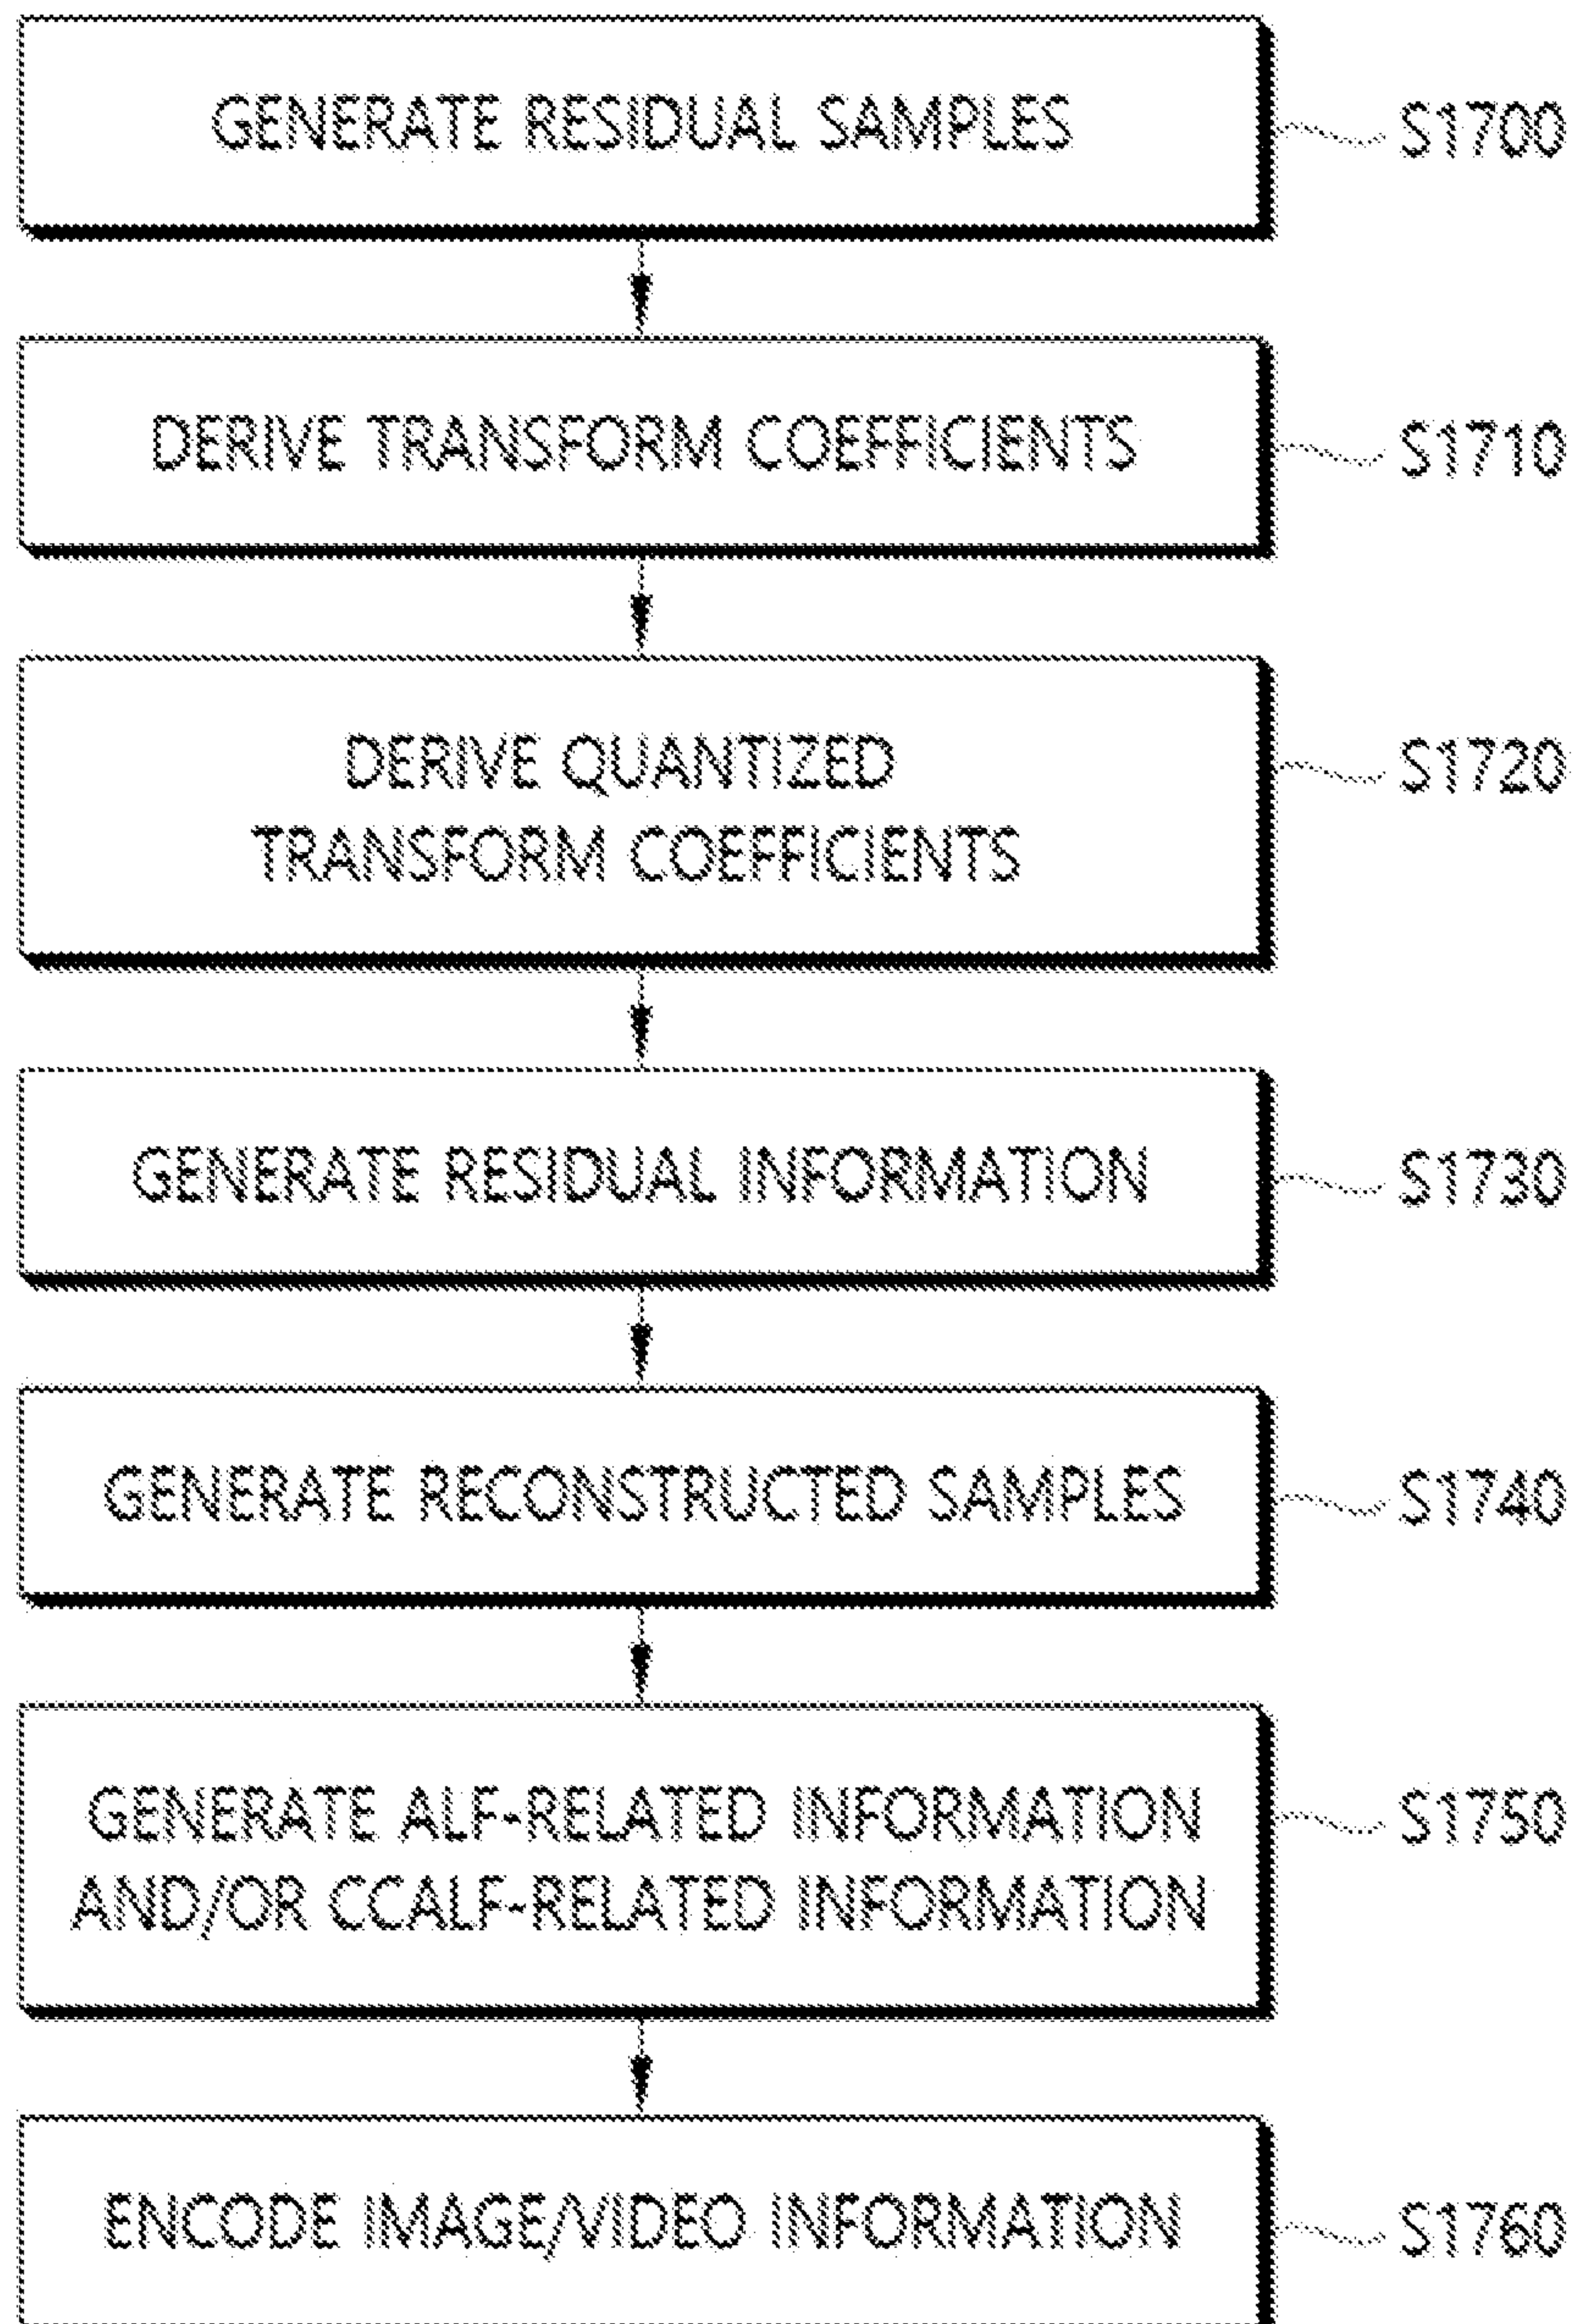 GENERATE RESIDUAL SAMPLES
S1700
DERIVE TRANSFORM COEFFICIENTS
S1710
DERIVE QUANTIZED
TRANSFORM COEFFICIENTS
S1720
GENERATE RESIDUAL INFORMATION
S1730
GENERATE RECONSTRUCTED SAMPLES
S1740
GENERATE ALF-RELATED INFORMATION
AND/OR CCALF-RELATED INFORMATION
S1750
ENCODE IMAGE/VIDEO INFORMATION
S1760